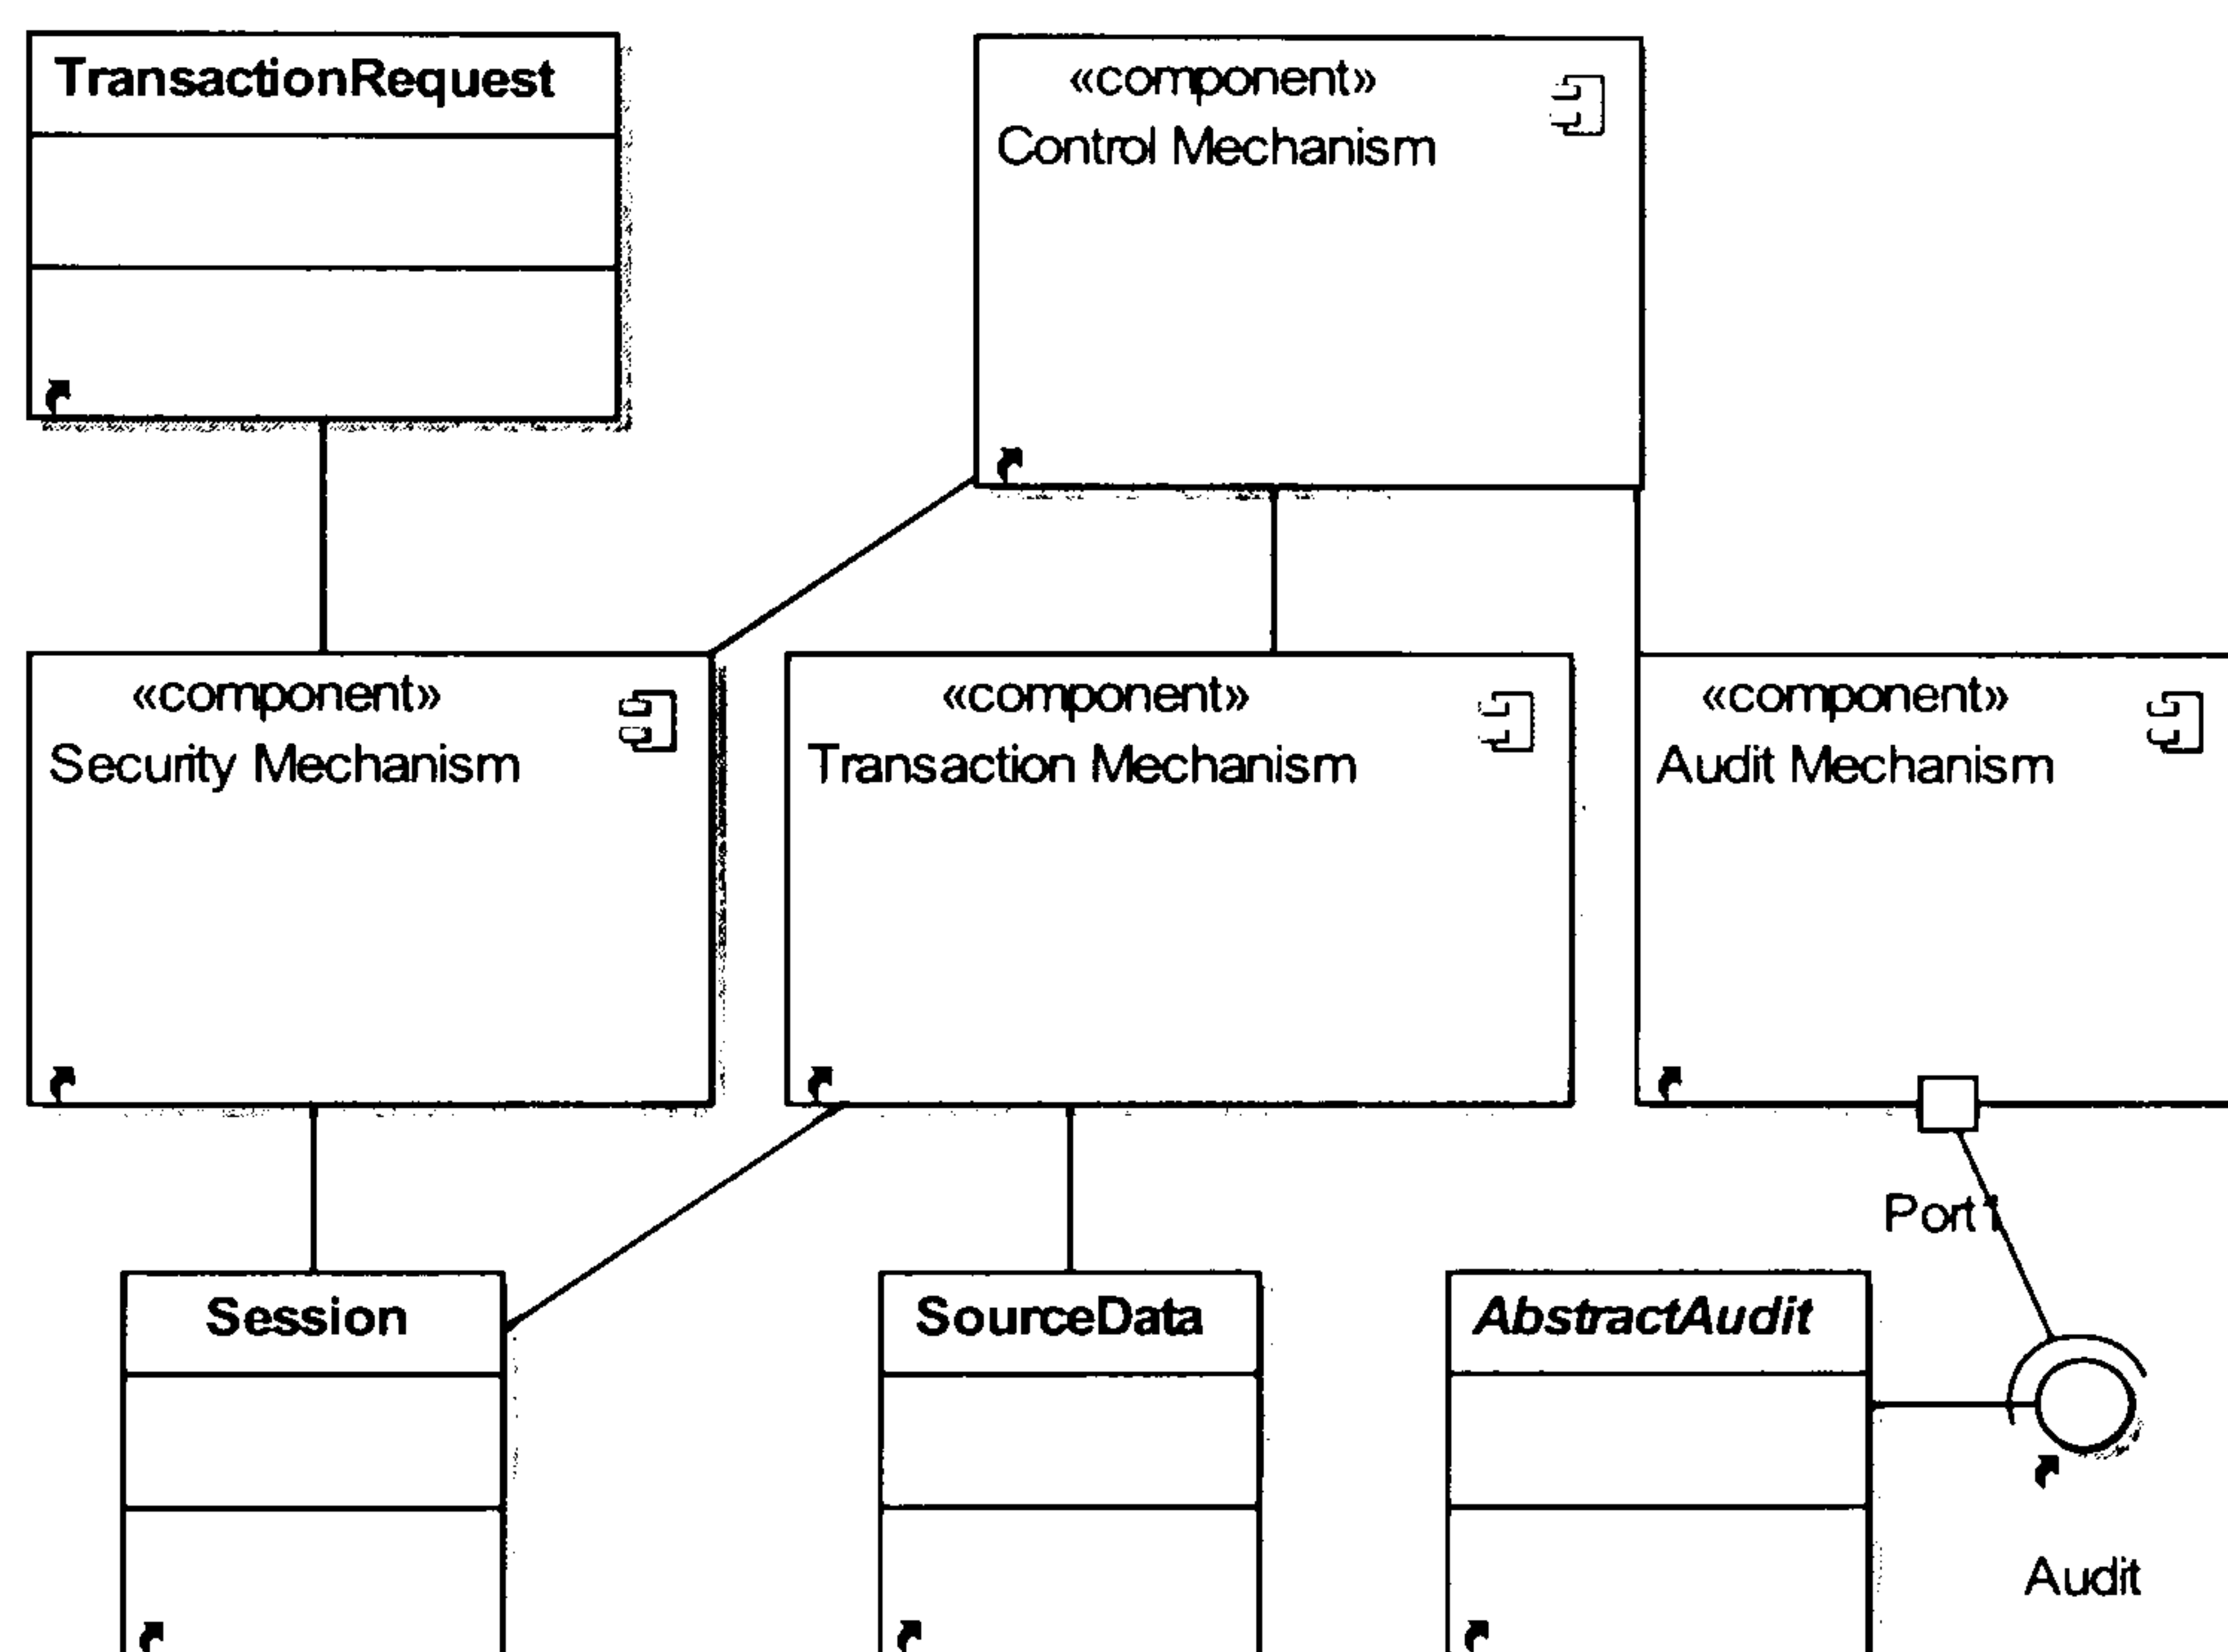 TransactionRequest
«component»
Control Mechanism
«component»
Security Mechanism
«component»
Transaction Mechanism
«component»
Audit Mechanism
Port1
Session
SourceData
AbstractAudit
Audit